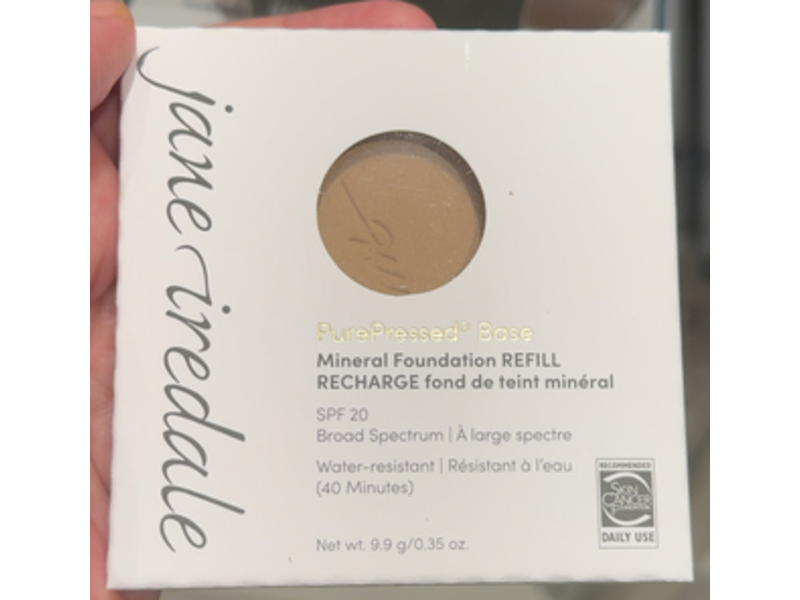 jane iredale
PurePressed® Base
Mineral Foundation REFILL
RECHARGE fond de teint minéral
SPF 20
Broad Spectrum | À large spectre
Water-resistant | Résistant à l'eau
(40 Minutes)
Net wt. 9.9 g/0.35 oz.
RECOMMENDED
SKIN
CANCER
FOUNDATION
DAILY USE